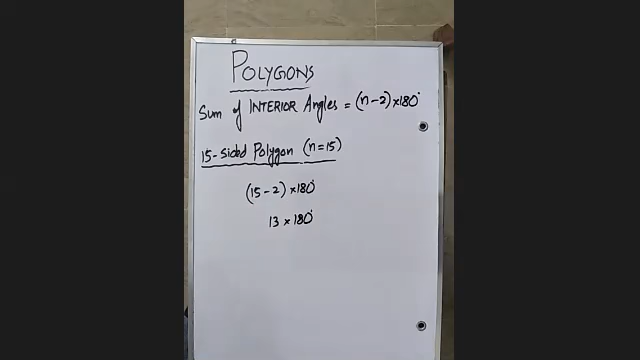 POLYGONS
Sum of INTERIOR Angles = (n-2)×180°
15-sided Polygon (n=15)
(15-2)×180°
13×180°